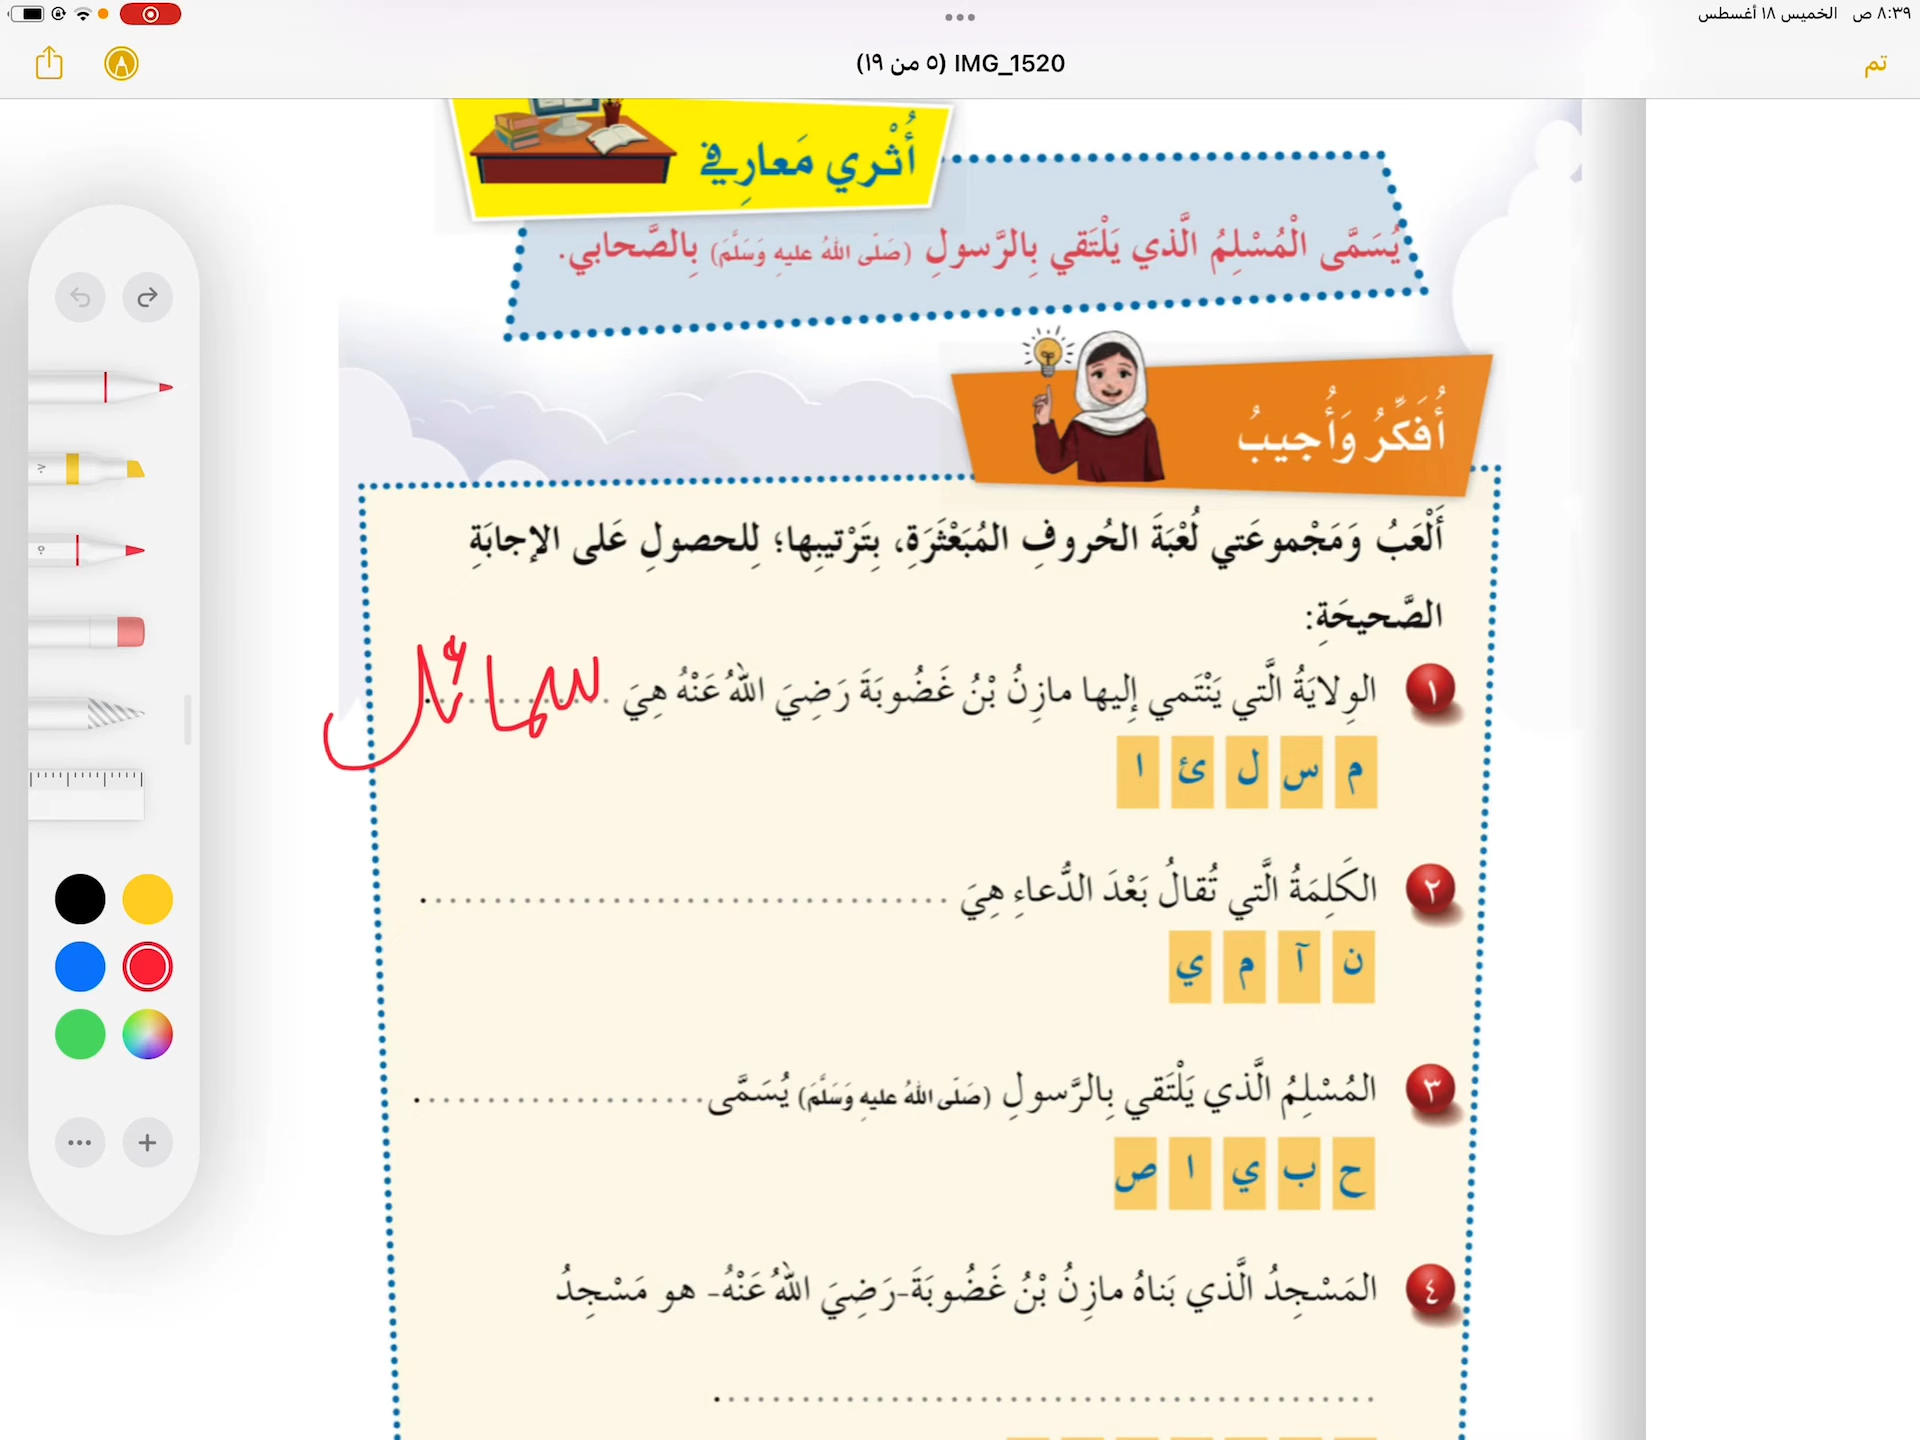 ٨:٣٩ ص الخميس ١٨ أغسطس
IMG_1520 (٥ من ١٩)
تم
أُثْري مَعارِفي
يُسَمَّى الْمُسْلِمُ الَّذي يَلْتَقي بِالرَّسولِ (صَلّى اللهُ عليهِ وَسَلَّمَ) بِالصَّحابي.
أُفَكِّرُ وَأُجيبُ
أَلْعَبُ وَمَجْموعَتي لُعْبَةَ الحُروفِ المُبَعْثَرَةِ، بِتَرْتيبِها؛ لِلحصولِ عَلى الإجابَةِ
الصَّحيحَةِ:
١ الوِلايَةُ الَّتي يَنْتَمي إِليها مازِنُ بْنُ غَضُوبَةَ رَضِيَ اللهُ عَنْهُ هِيَ سمائل
م س ل ئ ا
٢ الكَلِمَةُ الَّتي تُقالُ بَعْدَ الدُّعاءِ هِيَ ........................................
ن آ م ي
٣ المُسْلِمُ الَّذي يَلْتَقي بِالرَّسولِ (صَلّى اللهُ عليهِ وَسَلَّمَ) يُسَمَّى........................
ح ب ي ا ص
٤ المَسْجِدُ الَّذي بَناهُ مازِنُ بْنُ غَضُوبَةَ-رَضِيَ اللهُ عَنْهُ- هو مَسْجِدُ
........................................................